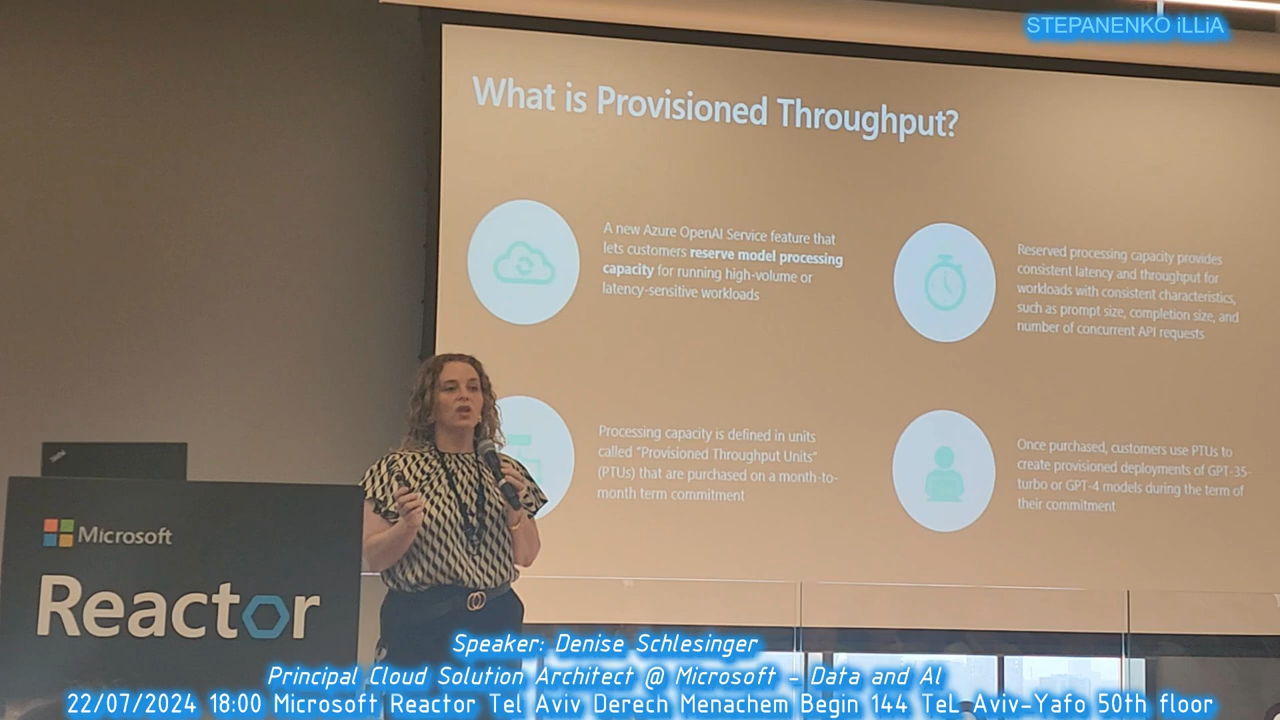 STEPANENKO iLLiA
What is Provisioned Throughput?
A new Azure OpenAI Service feature that
lets customers reserve model processing
capacity for running high-volume or
latency-sensitive workloads
Reserved processing capacity provides
consistent latency and throughput for
workloads with consistent characteristics,
such as prompt size, completion size, and
number of concurrent API requests
Processing capacity is defined in units
called "Provisioned Throughput Units"
(PTUs) that are purchased on a month-to-
month term commitment
Once purchased, customers use PTUs to
create provisioned deployments of GPT-35-
turbo or GPT-4 models during the term of
their commitment
Microsoft
Reactor
Speaker: Denise Schlesinger
Principal Cloud Solution Architect @ Microsoft - Data and AI
22/07/2024 18:00 Microsoft Reactor Tel Aviv Derech Menachem Begin 144 TeL Aviv-Yafo 50th floor